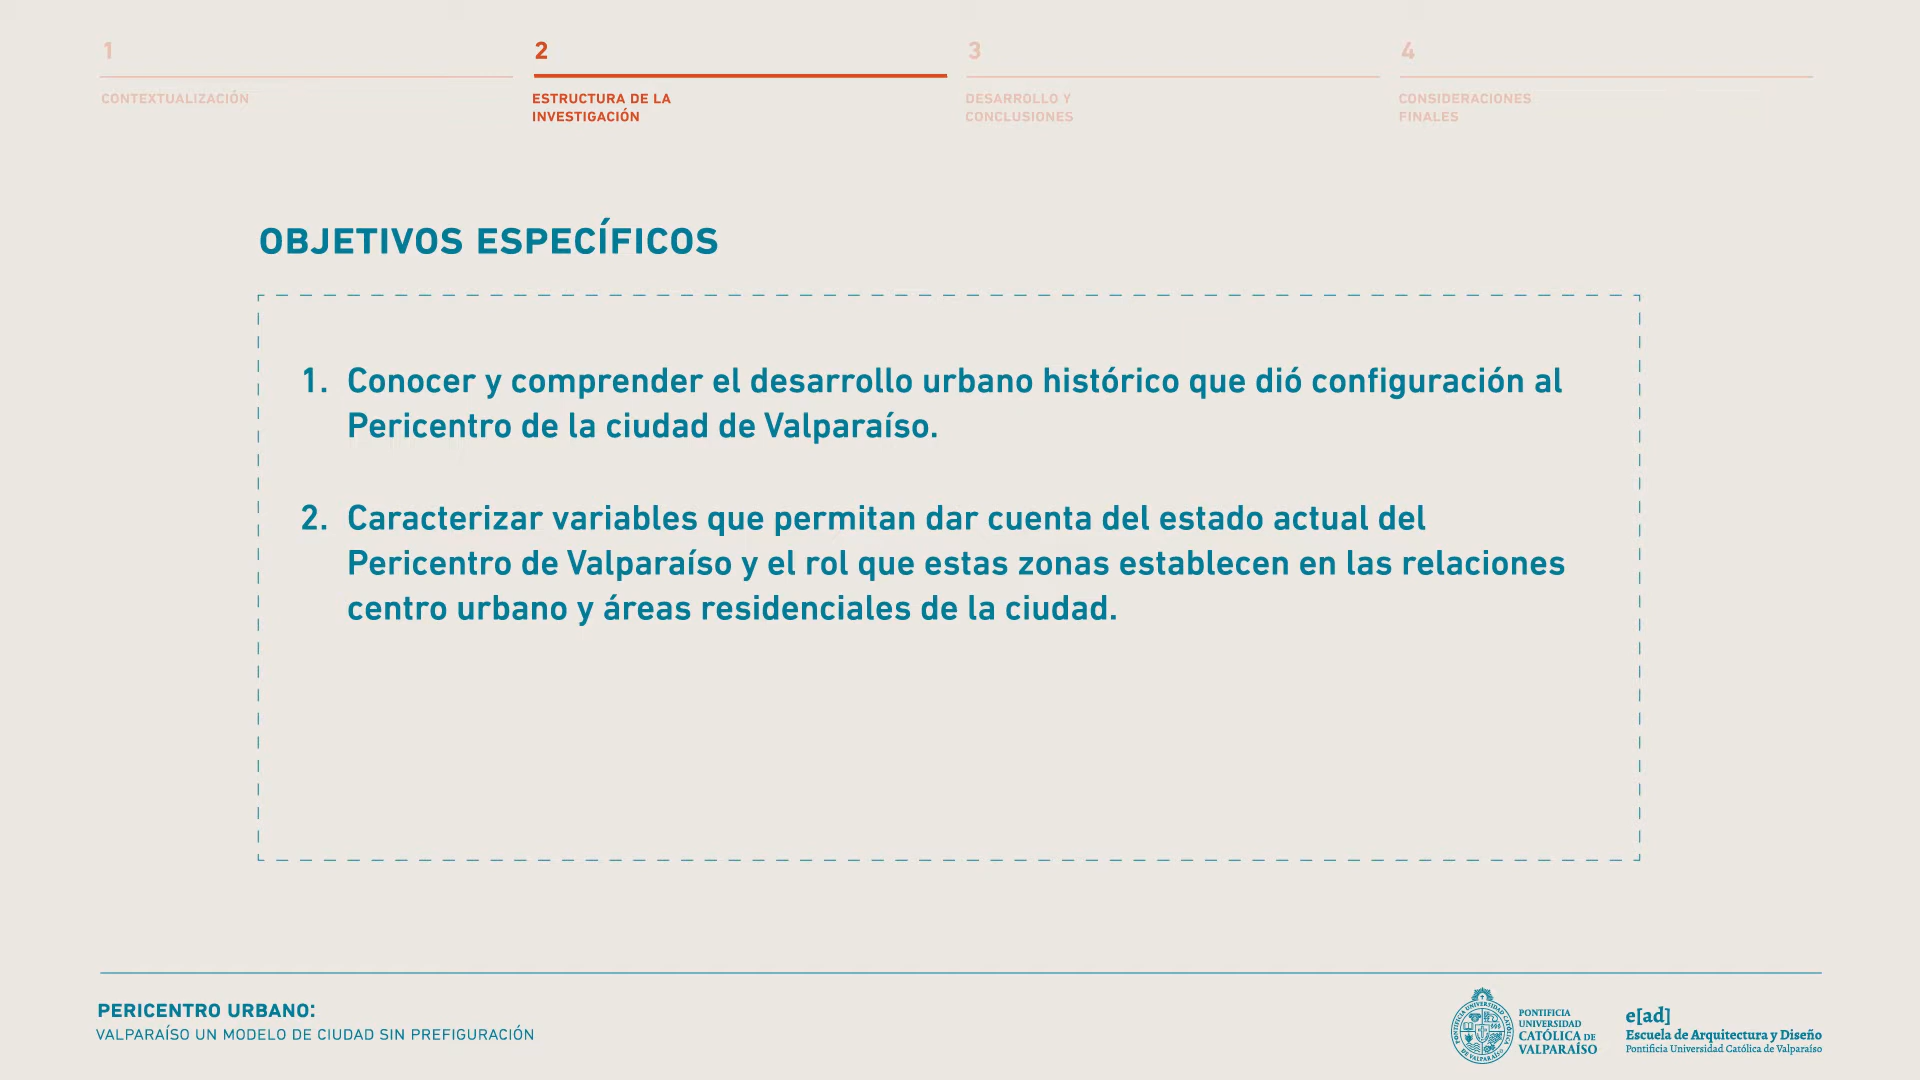 1
CONTEXTUALIZACIÓN
2
ESTRUCTURA DE LA
INVESTIGACIÓN
3
DESARROLLO Y
CONCLUSIONES
4
CONSIDERACIONES
FINALES
OBJETIVOS ESPECÍFICOS
1. Conocer y comprender el desarrollo urbano histórico que dió configuración al
Pericentro de la ciudad de Valparaíso.
2. Caracterizar variables que permitan dar cuenta del estado actual del
Pericentro de Valparaíso y el rol que estas zonas establecen en las relaciones
centro urbano y áreas residenciales de la ciudad.
PERICENTRO URBANO:
VALPARAÍSO UN MODELO DE CIUDAD SIN PREFIGURACIÓN
PONTIFICIA
UNIVERSIDAD
CATÓLICA DE
VALPARAÍSO
e[ad]
Escuela de Arquitectura y Diseño
Pontificia Universidad Católica de Valparaíso